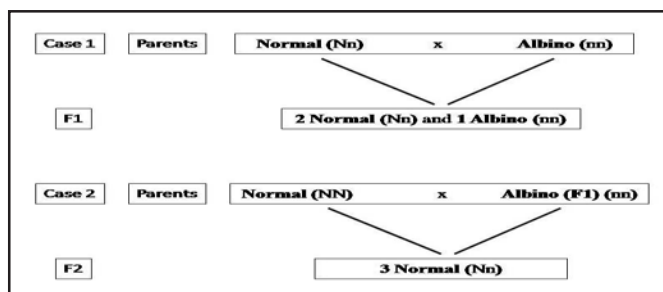 Case 1 Parents Normal (Nn) x Albino (nn)
F1 2 Normal (Nn) and 1 Albino (nn)
Case 2 Parents Normal (NN) x Albino (F1) (nn)
F2 3 Normal (Nn)